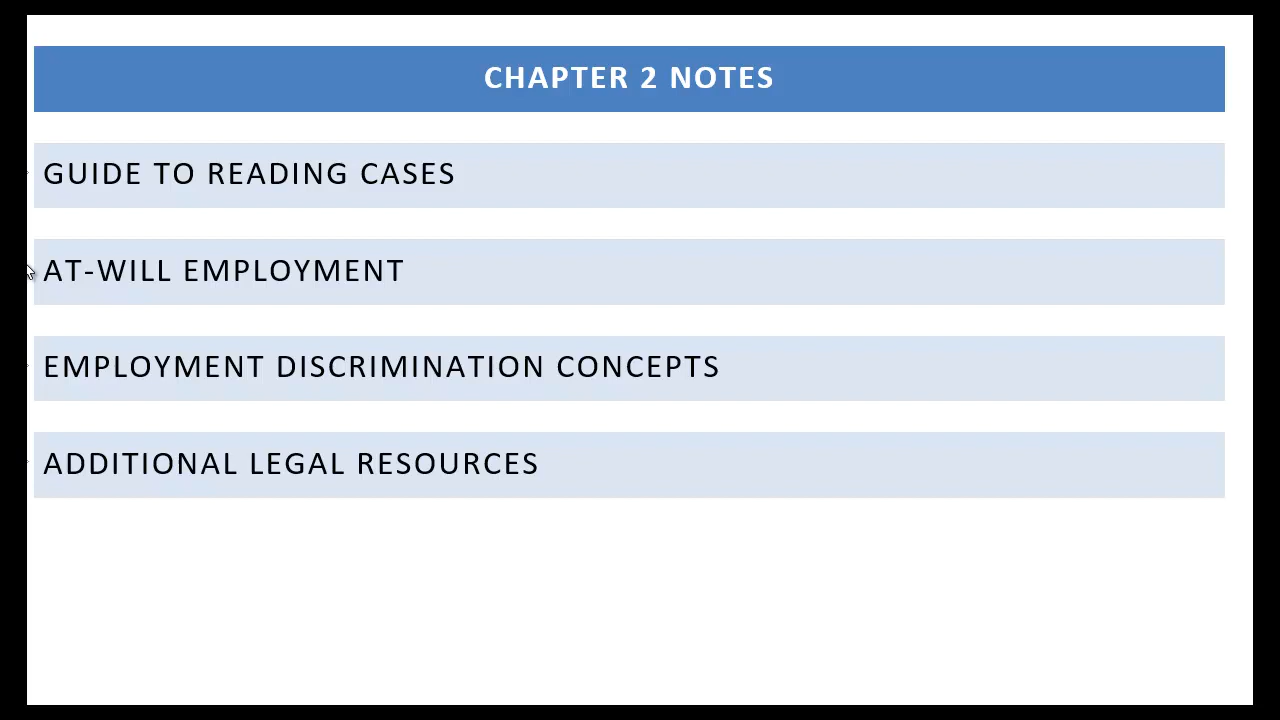 CHAPTER 2 NOTES
GUIDE TO READING CASES
AT-WILL EMPLOYMENT
EMPLOYMENT DISCRIMINATION CONCEPTS
ADDITIONAL LEGAL RESOURCES